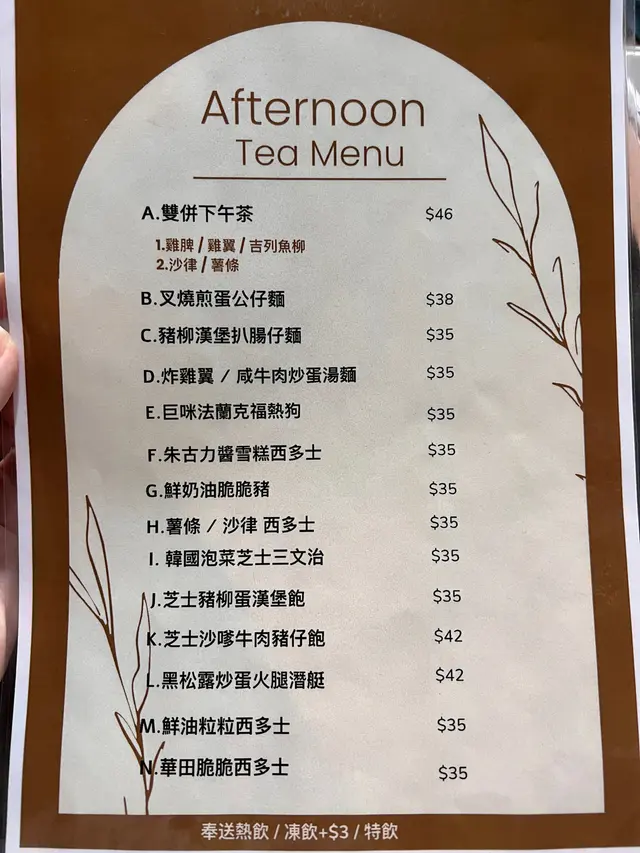 Afternoon
Tea Menu
A.雙併下午茶 $46
1.雞脾 / 雞翼 / 吉列魚柳
2.沙律 / 薯條
B.叉燒煎蛋公仔麵 $38
C.豬柳漢堡扒腸仔麵 $35
D.炸雞翼 / 咸牛肉炒蛋湯麵 $35
E.巨咪法蘭克福熱狗 $35
F.朱古力醬雪糕西多士 $35
G.鮮奶油脆脆豬 $35
H.薯條 / 沙律 西多士 $35
I. 韓國泡菜芝士三文治 $35
J.芝士豬柳蛋漢堡飽 $35
K.芝士沙嗲牛肉豬仔飽 $42
L.黑松露炒蛋火腿潛艇 $42
M.鮮油粒粒西多士 $35
N.華田脆脆西多士 $35
奉送熱飲 / 凍飲+$3 / 特飲